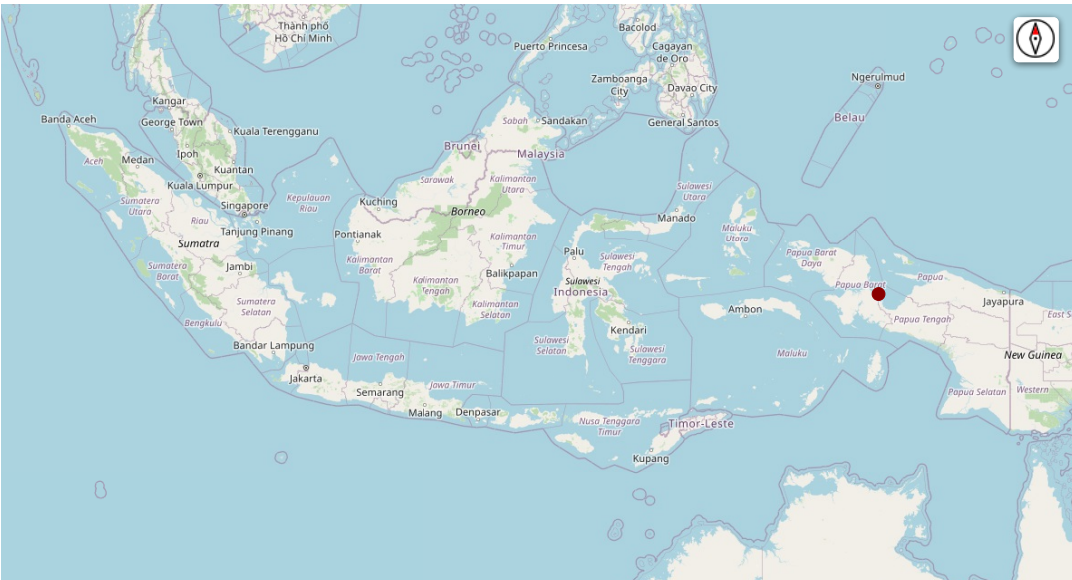 Thành phố
Hồ Chí Minh
Bacolod
Puerto Princesa
Cagayan
de Oro
Zamboanga
City
Davao City
Ngerulmud
Kangar
Banda Aceh
George Town
Kuala Terengganu
General Santos
Belau
Sabah
Sandakan
Brunei
Malaysia
Ipoh
Aceh
Medan
Kuantan
Kuala Lumpur
Sarawak
Kalimantan
Utara
Sulawesi
Utara
Sumatera
Utara
Kepulauan
Riau
Kuching
Singapore
Borneo
Manado
Riau
Tanjung Pinang
Pontianak
Maluku
Utara
Sumatra
Kalimantan
Timur
Palu
Papua Barat
Daya
Kalimantan
Barat
Sumatera
Barat
Jambi
Balikpapan
Sulawesi
Tengah
Papua
Kalimantan
Tengah
Sulawesi
Indonesia
Papua Barat
Sumatera
Selatan
Kalimantan
Selatan
Jayapura
Ambon
Papua Tengah
East S
Bengkulu
Kendari
Bandar Lampung
Sulawesi
Selatan
Sulawesi
Tenggara
Jawa Tengah
Maluku
New Guinea
Jakarta
Jawa Timur
Semarang
Papua Selatan
Western
Malang
Denpasar
Nusa Tenggara
Timur
Timor-Leste
Kupang